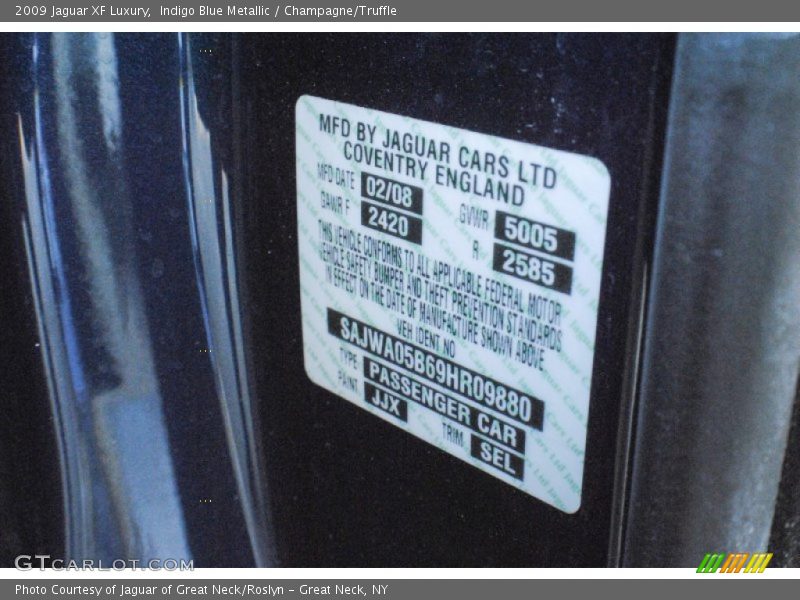 2009 Jaguar XF Luxury,  Indigo Blue Metallic / Champagne/Truffle
MFD BY JAGUAR CARS LTD
COVENTRY ENGLAND
MFD DATE 02/08 GVWR 5005
GAWR F 2420 R 2585
THIS VEHICLE CONFORMS TO ALL APPLICABLE FEDERAL MOTOR
VEHICLE SAFETY, BUMPER AND THEFT PREVENTION STANDARDS
IN EFFECT ON THE DATE OF MANUFACTURE SHOWN ABOVE
VEH IDENT NO
SAJWA05B69HR09880
TYPE PASSENGER CAR
PAINT JJX TRIM SEL
GTCARLOT.COM
Photo Courtesy of Jaguar of Great Neck/Roslyn - Great Neck, NY